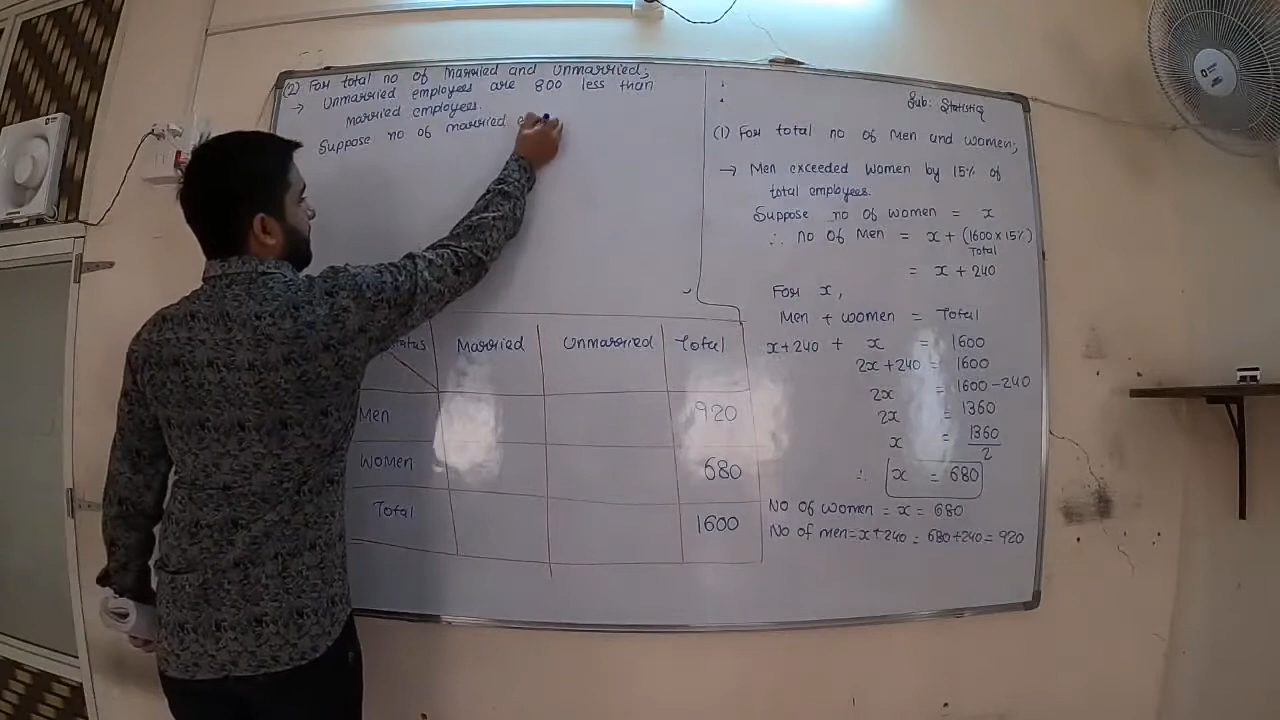 (2) For total no of Married and Unmarried;
→ Unmarried employees are 800 less than
married employees.
Suppose no of married
Sub: Statistiq
(1) For total no of Men and women;
→ Men exceeded women by 15% of
total employees.
Suppose no of women = x
∴ no of Men = x + (1600 x 15%)
Total
= x + 240
For x,
Men + women = Total
x+240 + x = 1600
2x + 240 = 1600
2x = 1600 - 240
2x = 1360
x = 1360
2
∴ x = 680
No of women = x = 680
No of men = x + 240 = 680 + 240 = 920
Married Unmarried Total
Men 920
Women 680
Total 1600